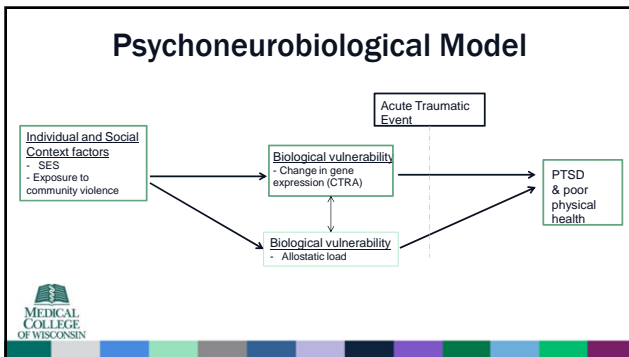 Psychoneurobiological Model
Acute Traumatic
Event
Individual and Social
Context factors
- SES
- Exposure to
community violence
Biological vulnerability
- Change in gene
expression (CTRA)
PTSD
& poor
physical
health
Biological vulnerability
- Allostatic load
MEDICAL
COLLEGE
OF WISCONSIN